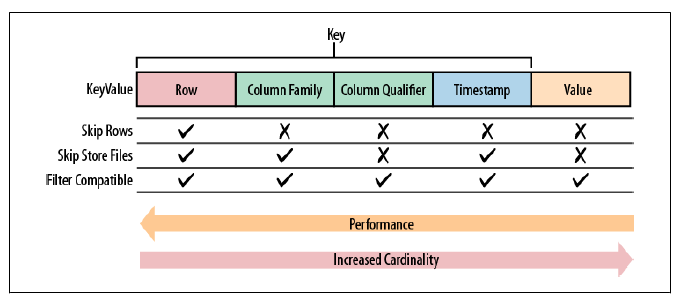 Key
KeyValue Row Column Family Column Qualifier Timestamp Value
Skip Rows ✓ ✗ ✗ ✗ ✗
Skip Store Files ✓ ✓ ✗ ✓ ✗
Filter Compatible ✓ ✓ ✓ ✓ ✓
Performance
Increased Cardinality